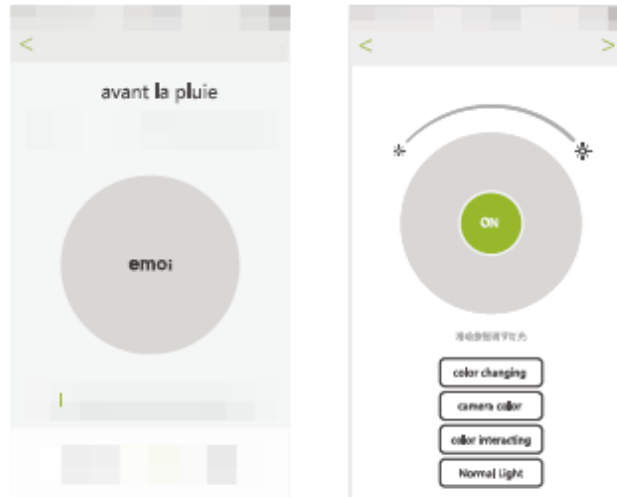 avant la pluie
emoi
ON
color changing
camera color
color interacting
Normal Light